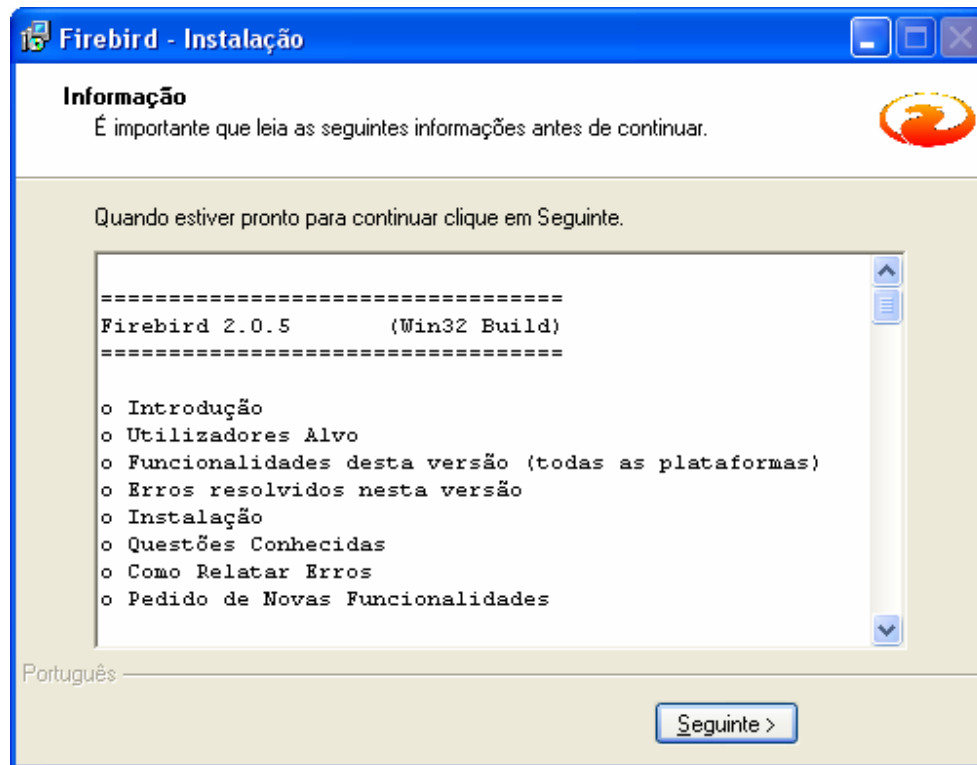 Firebird - Instalação
Informação
É importante que leia as seguintes informações antes de continuar.
Quando estiver pronto para continuar clique em Seguinte.
==================================
Firebird 2.0.5       (Win32 Build)
==================================
o Introdução
o Utilizadores Alvo
o Funcionalidades desta versão (todas as plataformas)
o Erros resolvidos nesta versão
o Instalação
o Questões Conhecidas
o Como Relatar Erros
o Pedido de Novas Funcionalidades
Português
Seguinte >